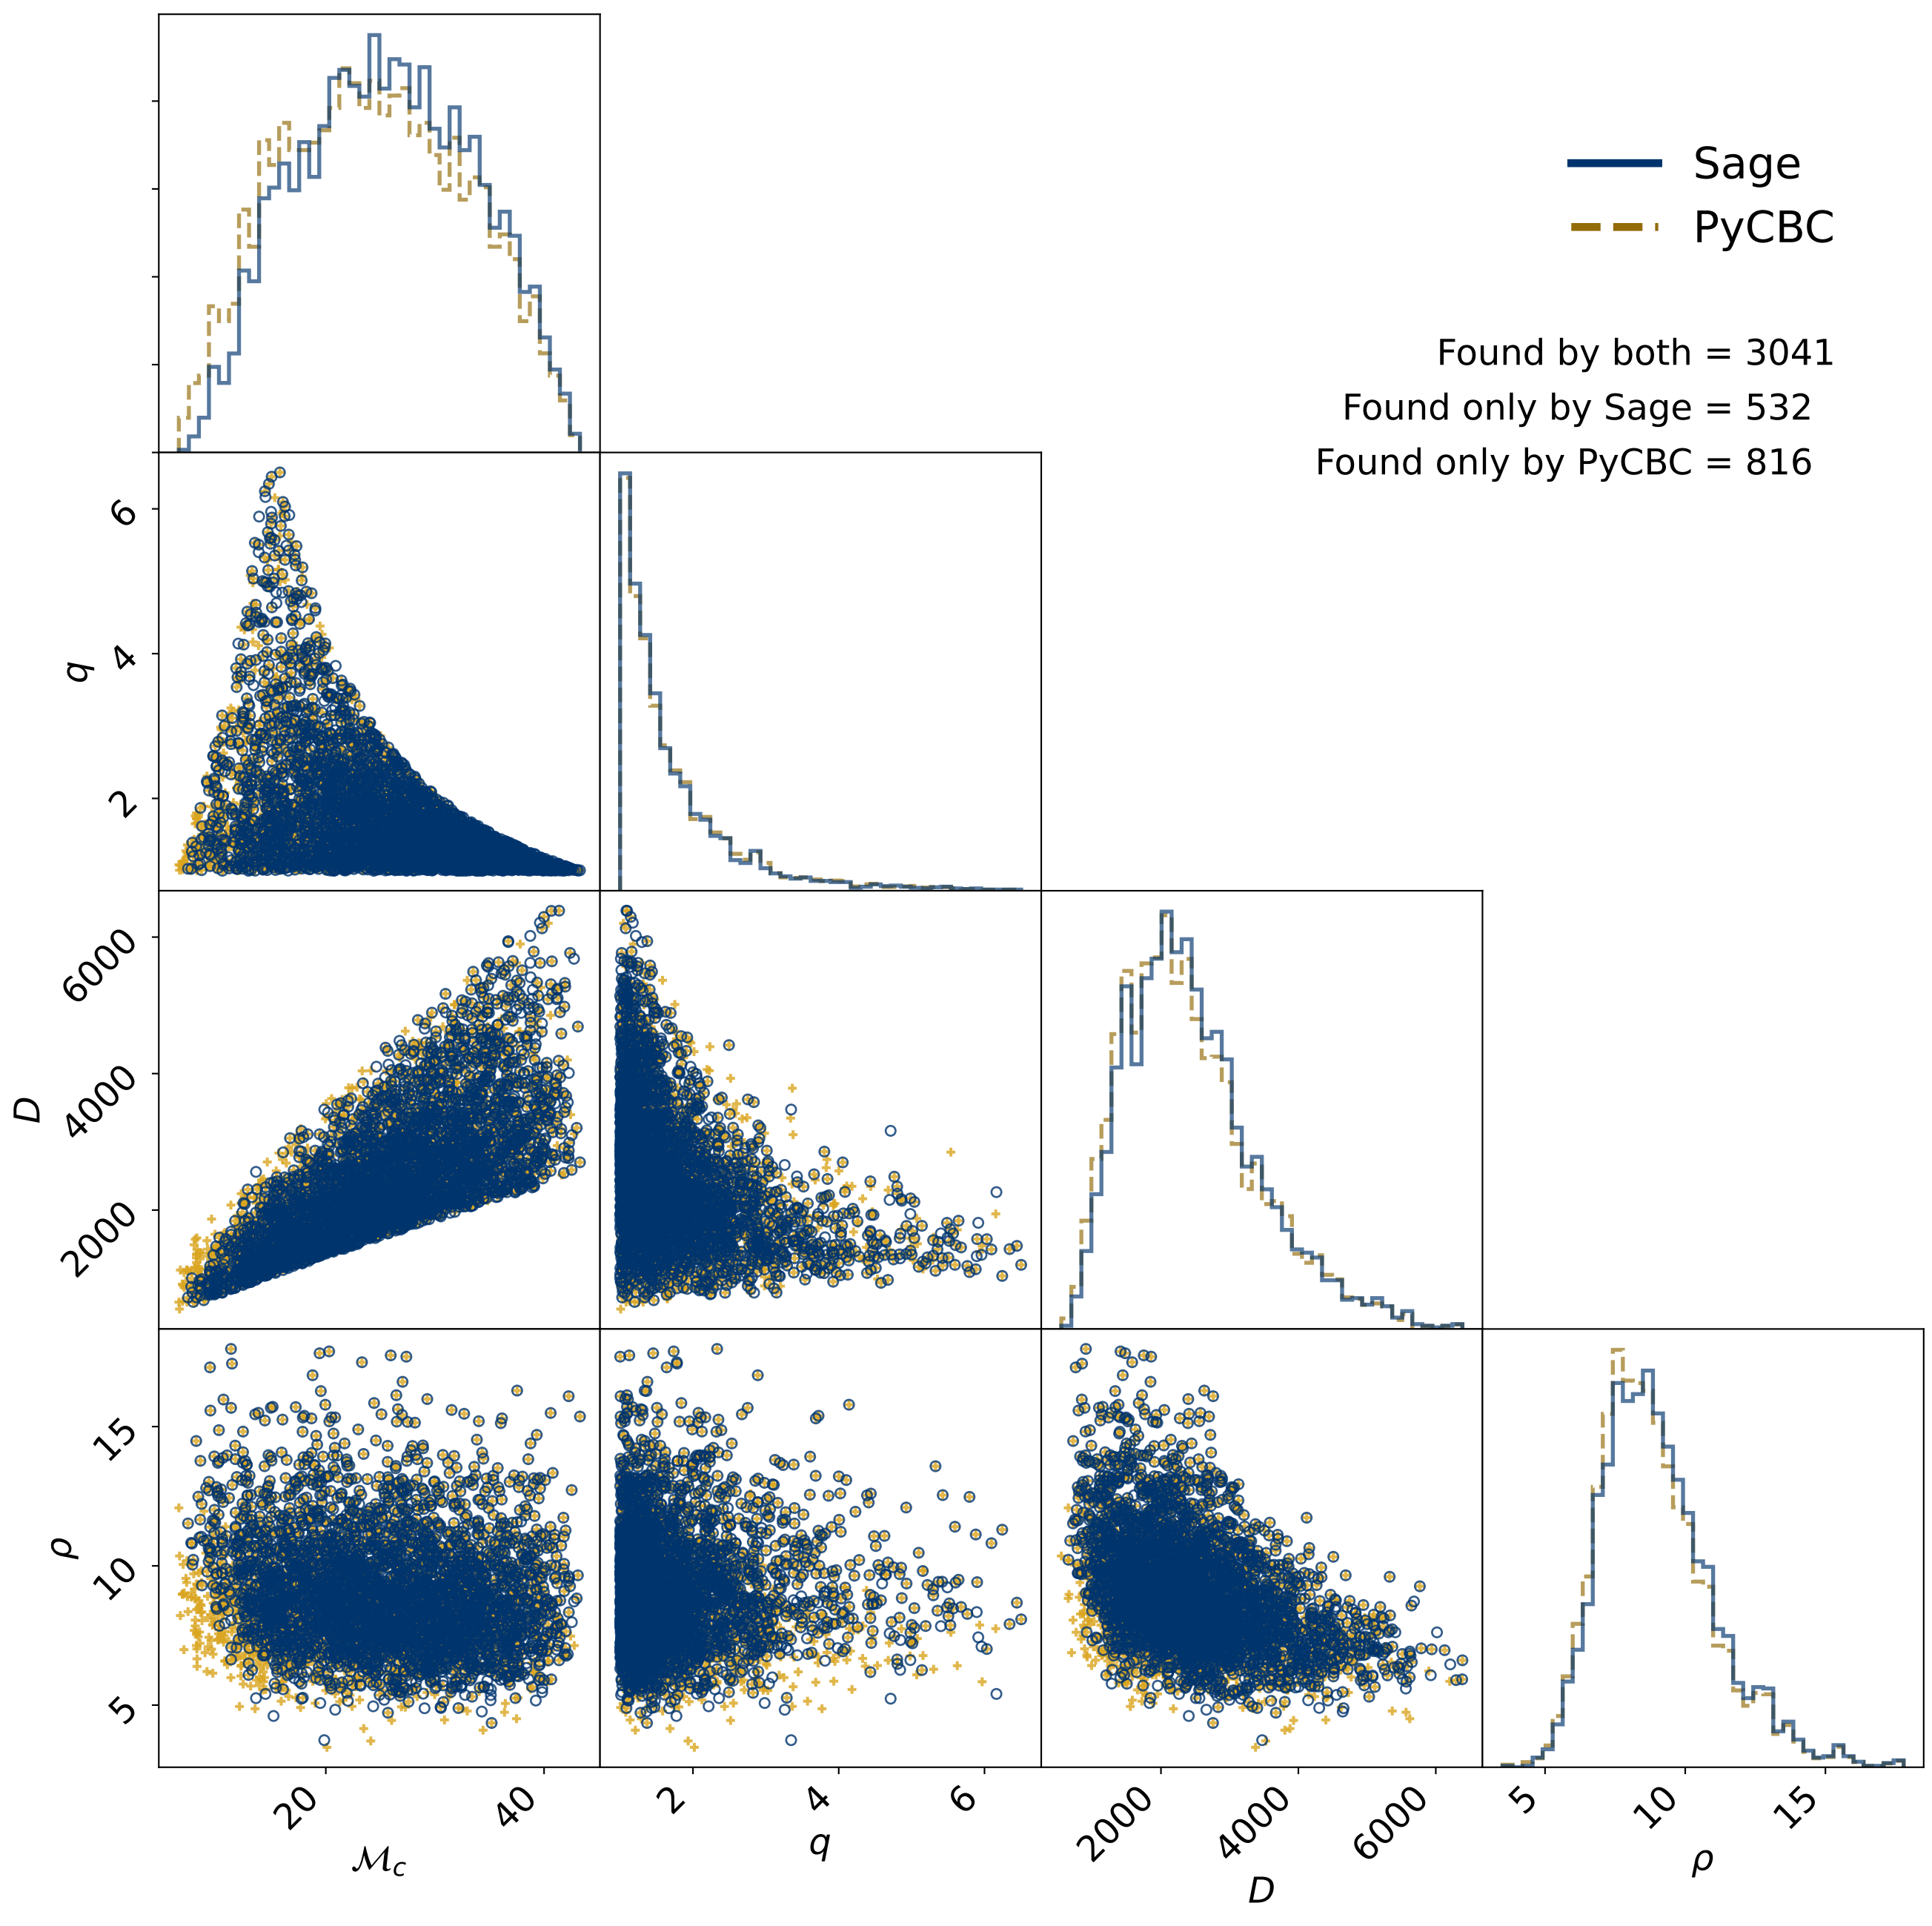 Sage
PyCBC
Found by both = 3041
Found only by Sage = 532
Found only by PyCBC = 816
6
4
2
q
6000
4000
2000
D
15
10
5
ρ
20 40
2 4 6
2000 4000 6000
5 10 15
ℳc
q
D
ρ